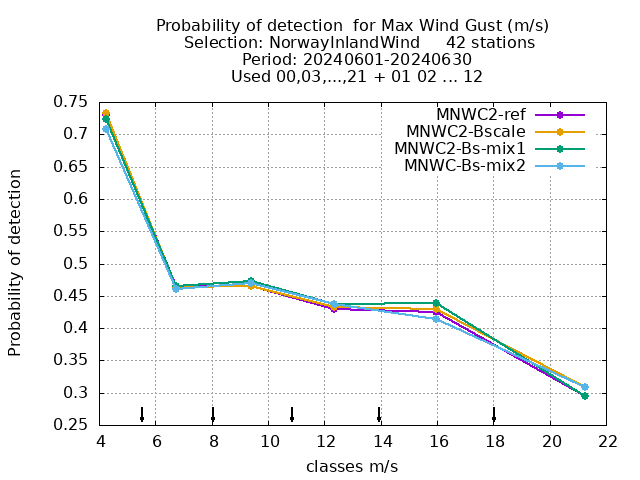 Probability of detection  for Max Wind Gust (m/s)
Selection: NorwayInlandWind     42 stations
Period: 20240601-20240630
Used 00,03,...,21 + 01 02 ... 12
MNWC2-ref
MNWC2-Bscale
MNWC2-Bs-mix1
MNWC-Bs-mix2
Probability of detection
0.75
0.7
0.65
0.6
0.55
0.5
0.45
0.4
0.35
0.3
0.25
4 6 8 10 12 14 16 18 20 22
classes m/s